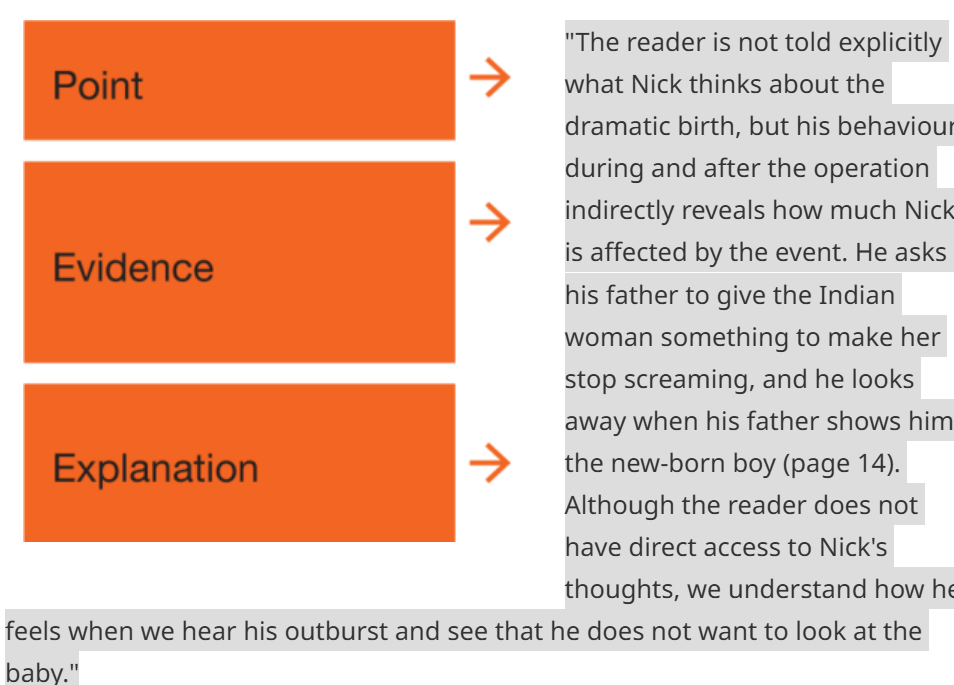 Point
Evidence
Explanation
"The reader is not told explicitly
what Nick thinks about the
dramatic birth, but his behaviour
during and after the operation
indirectly reveals how much Nick
is affected by the event. He asks
his father to give the Indian
woman something to make her
stop screaming, and he looks
away when his father shows him
the new-born boy (page 14).
Although the reader does not
have direct access to Nick's
thoughts, we understand how he
feels when we hear his outburst and see that he does not want to look at the
baby."